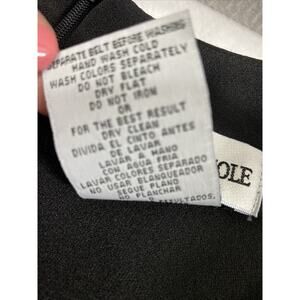 SEPARATE BELT BEFORE WASHING
HAND WASH COLD
WASH COLORS SEPARATELY
DO NOT BLEACH
DRY FLAT
DO NOT IRON
OR
FOR THE BEST RESULT
DRY CLEAN
DIVIDA EL CINTO ANTES
DE LAVAR
LAVAR A MANO
CON AGUA FRIA
LAVAR COLORES SEPARADO
NO USAR BLANQUEADOR
SEQUE PLANO
NO PLANCHAR
O
RESULTADOS
OLE